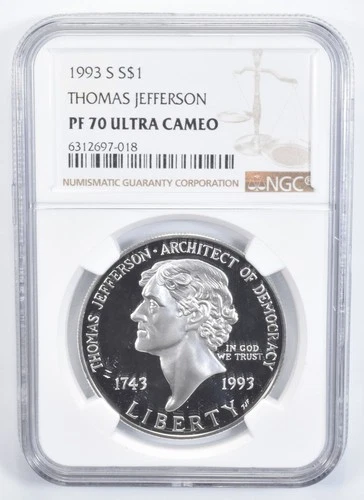 1993 S S$1
THOMAS JEFFERSON
PF 70 ULTRA CAMEO
6312697-018
NUMISMATIC GUARANTY CORPORATION
NGC®
THOMAS JEFFERSON · ARCHITECT OF DEMOCRACY
IN GOD
WE TRUST
1743 1993
LIBERTY